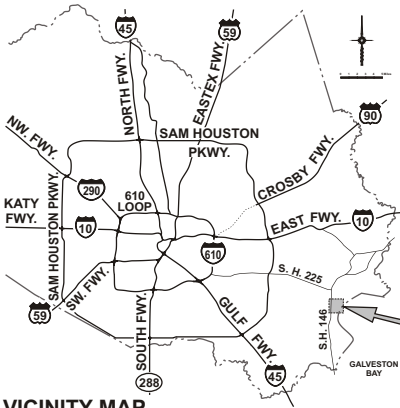 45
59
90
NORTH FWY.
EASTEX FWY.
SAM HOUSTON
PKWY.
NW. FWY.
CROSBY FWY.
290
610
LOOP
KATY
FWY.
10
SAM HOUSTON PKWY.
EAST FWY.
10
610
S. H. 225
SW. FWY.
59
SOUTH FWY.
GULF FWY.
S.H. 146
GALVESTON
BAY
288
45
VICINITY MAP